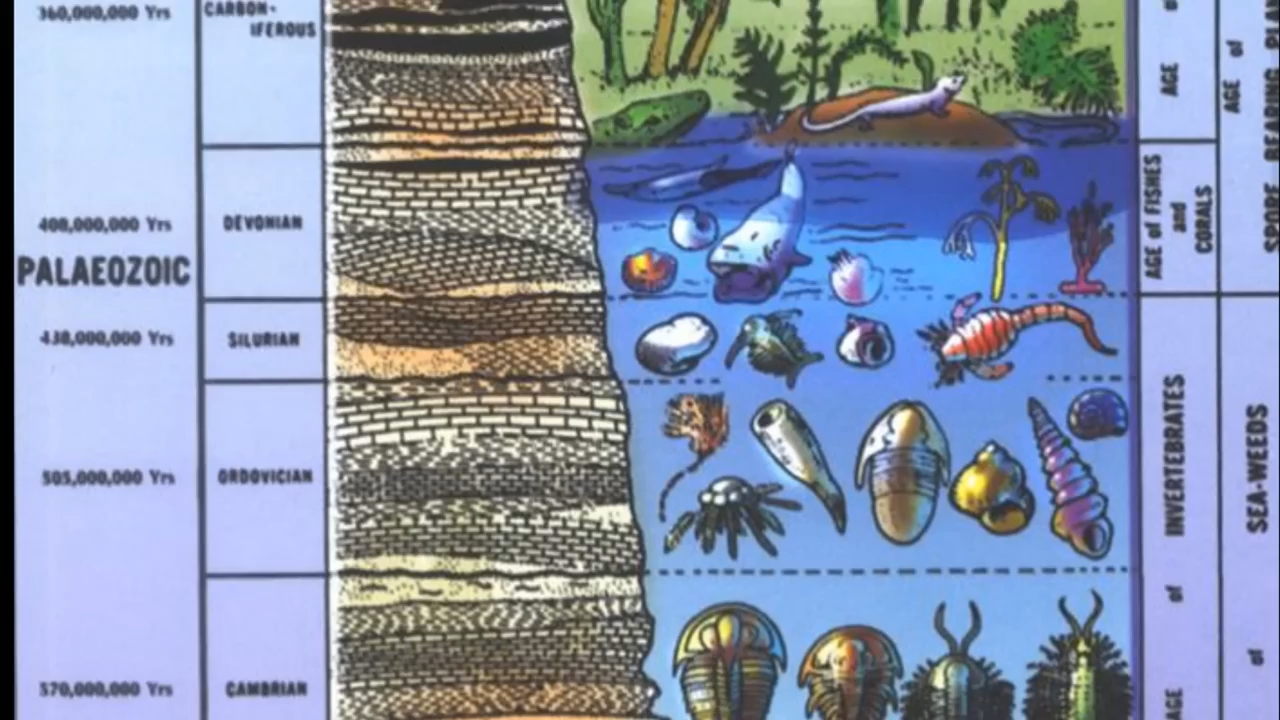 360,000,000 Yrs
CARBON-
IFEROUS
408,000,000 Yrs
DEVONIAN
PALAEOZOIC
438,000,000 Yrs
SILURIAN
505,000,000 Yrs
ORDOVICIAN
570,000,000 Yrs
CAMBRIAN
AGE
AGE of FISHES
and
CORALS
AGE of INVERTEBRATES
AGE of
SPORE BEARING
of SEA-WEEDS